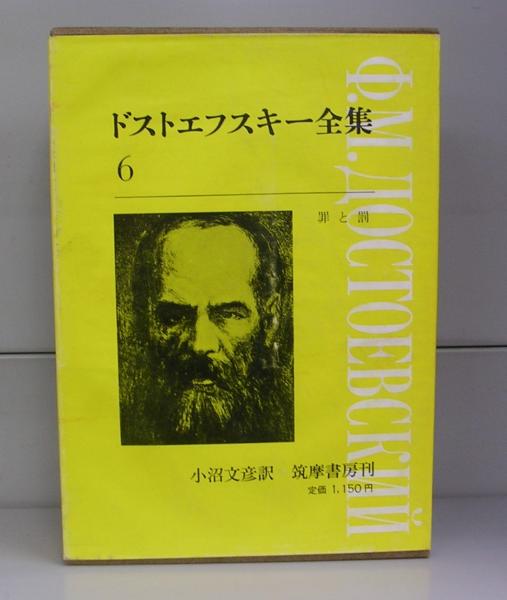 ドストエフスキー全集
6
罪と罰
小沼文彦訳 筑摩書房刊
定価 1,150円
Ф.М.ДОСТОЕВСКИЙ